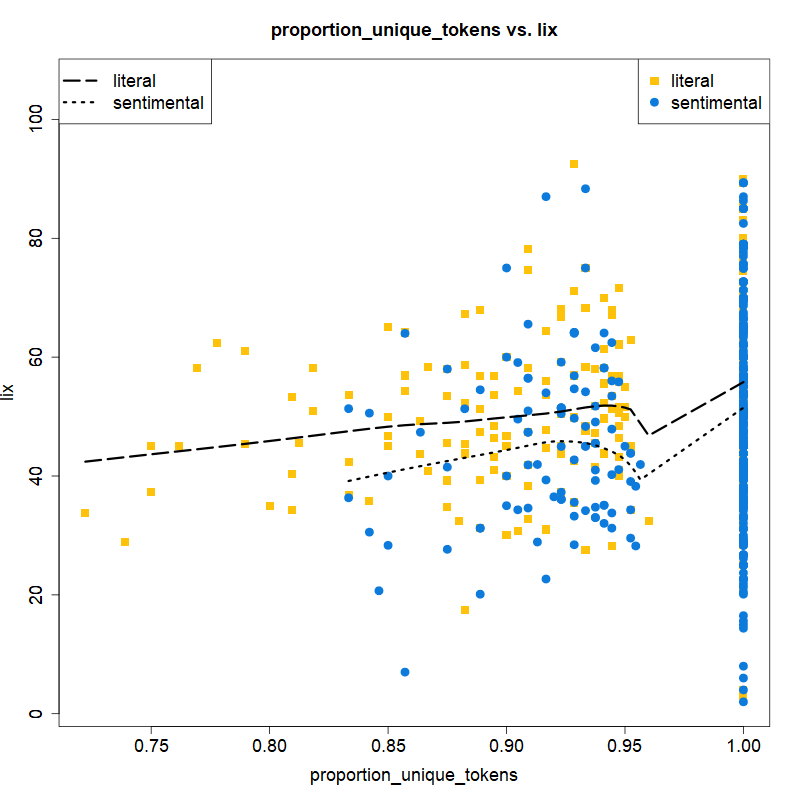 proportion_unique_tokens vs. lix
literal
sentimental
literal
sentimental
lix
100
80
60
40
20
0
0.75 0.80 0.85 0.90 0.95 1.00
proportion_unique_tokens